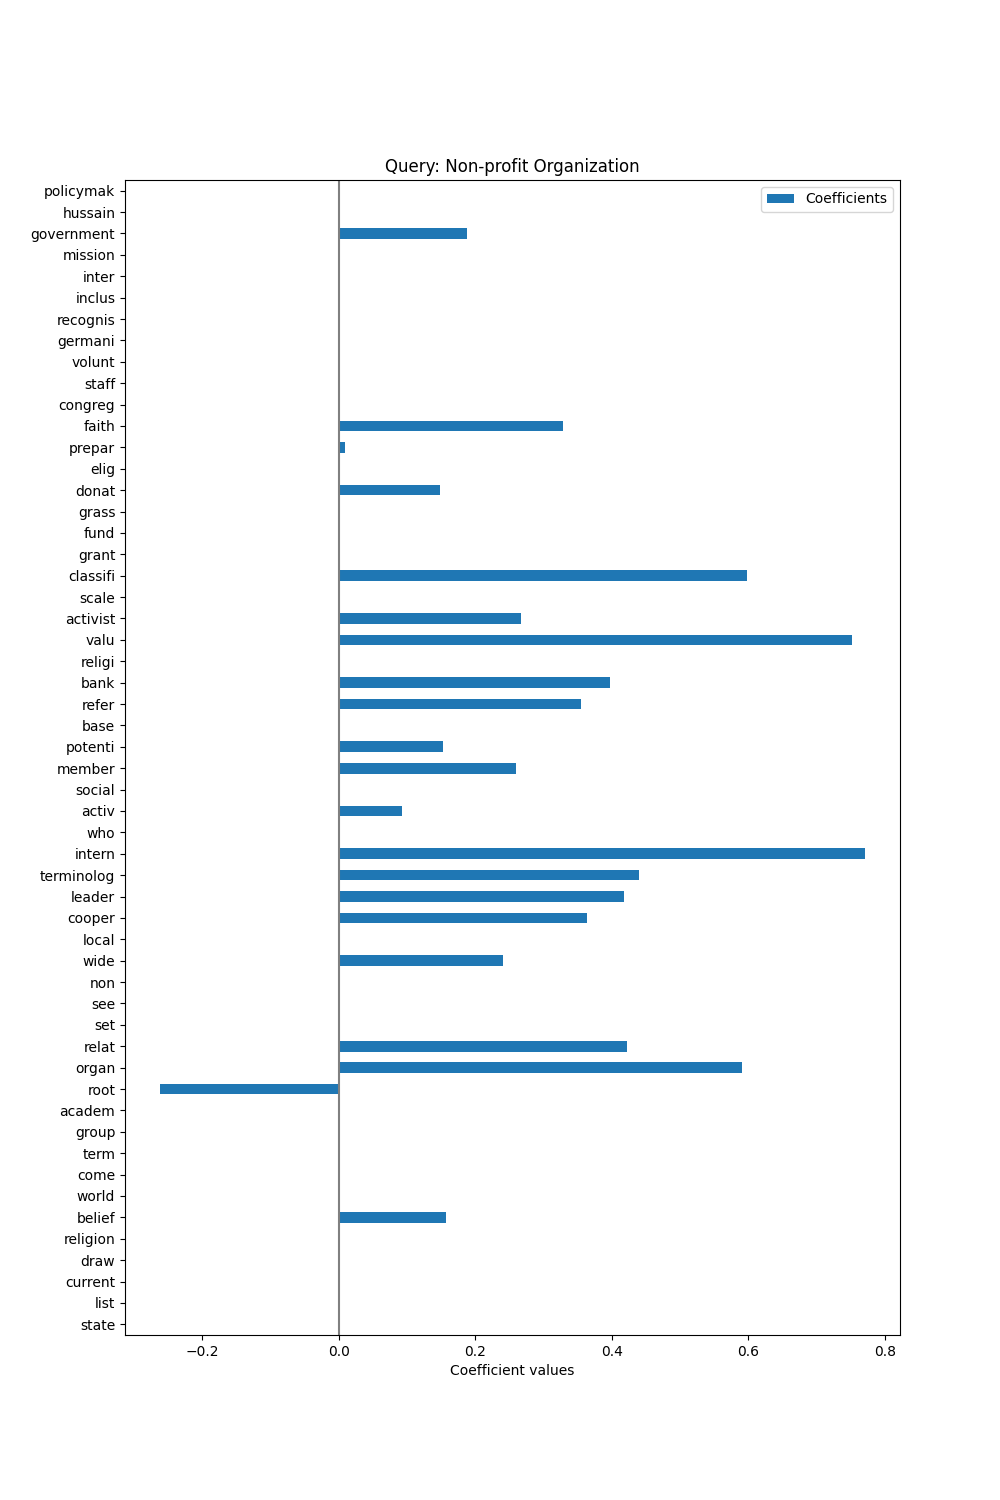 Query: Non-profit Organization
Coefficients
policymak
hussain
government
mission
inter
inclus
recognis
germani
volunt
staff
congreg
faith
prepar
elig
donat
grass
fund
grant
classifi
scale
activist
valu
religi
bank
refer
base
potenti
member
social
activ
who
intern
terminolog
leader
cooper
local
wide
non
see
set
relat
organ
root
academ
group
term
come
world
belief
religion
draw
current
list
state
−0.2 0.0 0.2 0.4 0.6 0.8
Coefficient values